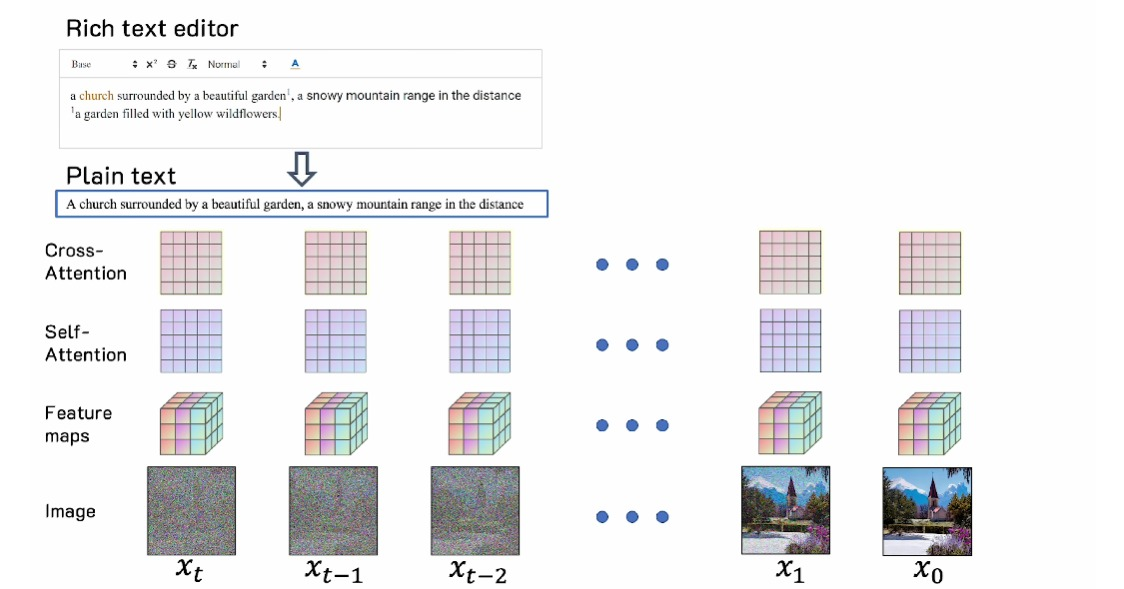 Rich text editor
Base x² S Tx Normal A
a church surrounded by a beautiful garden¹, a snowy mountain range in the distance
¹a garden filled with yellow wildflowers.
Plain text
A church surrounded by a beautiful garden, a snowy mountain range in the distance
Cross-
Attention
Self-
Attention
Feature
maps
Image
xₜ xₜ₋₁ xₜ₋₂ x₁ x₀